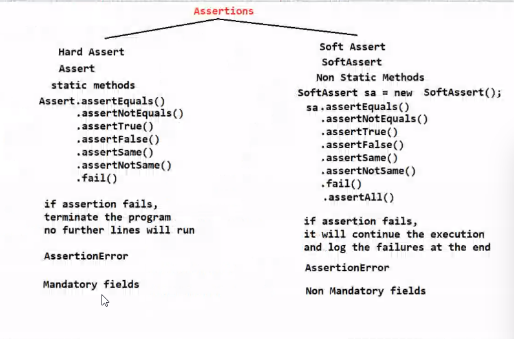 Assertions
Hard Assert
Assert
static methods
Assert.assertEquals()
.assertNotEquals()
.assertTrue()
.assertFalse()
.assertSame()
.assertNotSame()
.fail()
if assertion fails,
terminate the program
no further lines will run
AssertionError
Mandatory fields
Soft Assert
SoftAssert
Non Static Methods
SoftAssert sa = new SoftAssert();
sa.assertEquals()
.assertNotEquals()
.assertTrue()
.assertFalse()
.assertSame()
.assertNotSame()
.fail()
.assertAll()
if assertion fails,
it will continue the execution
and log the failures at the end
AssertionError
Non Mandatory fields